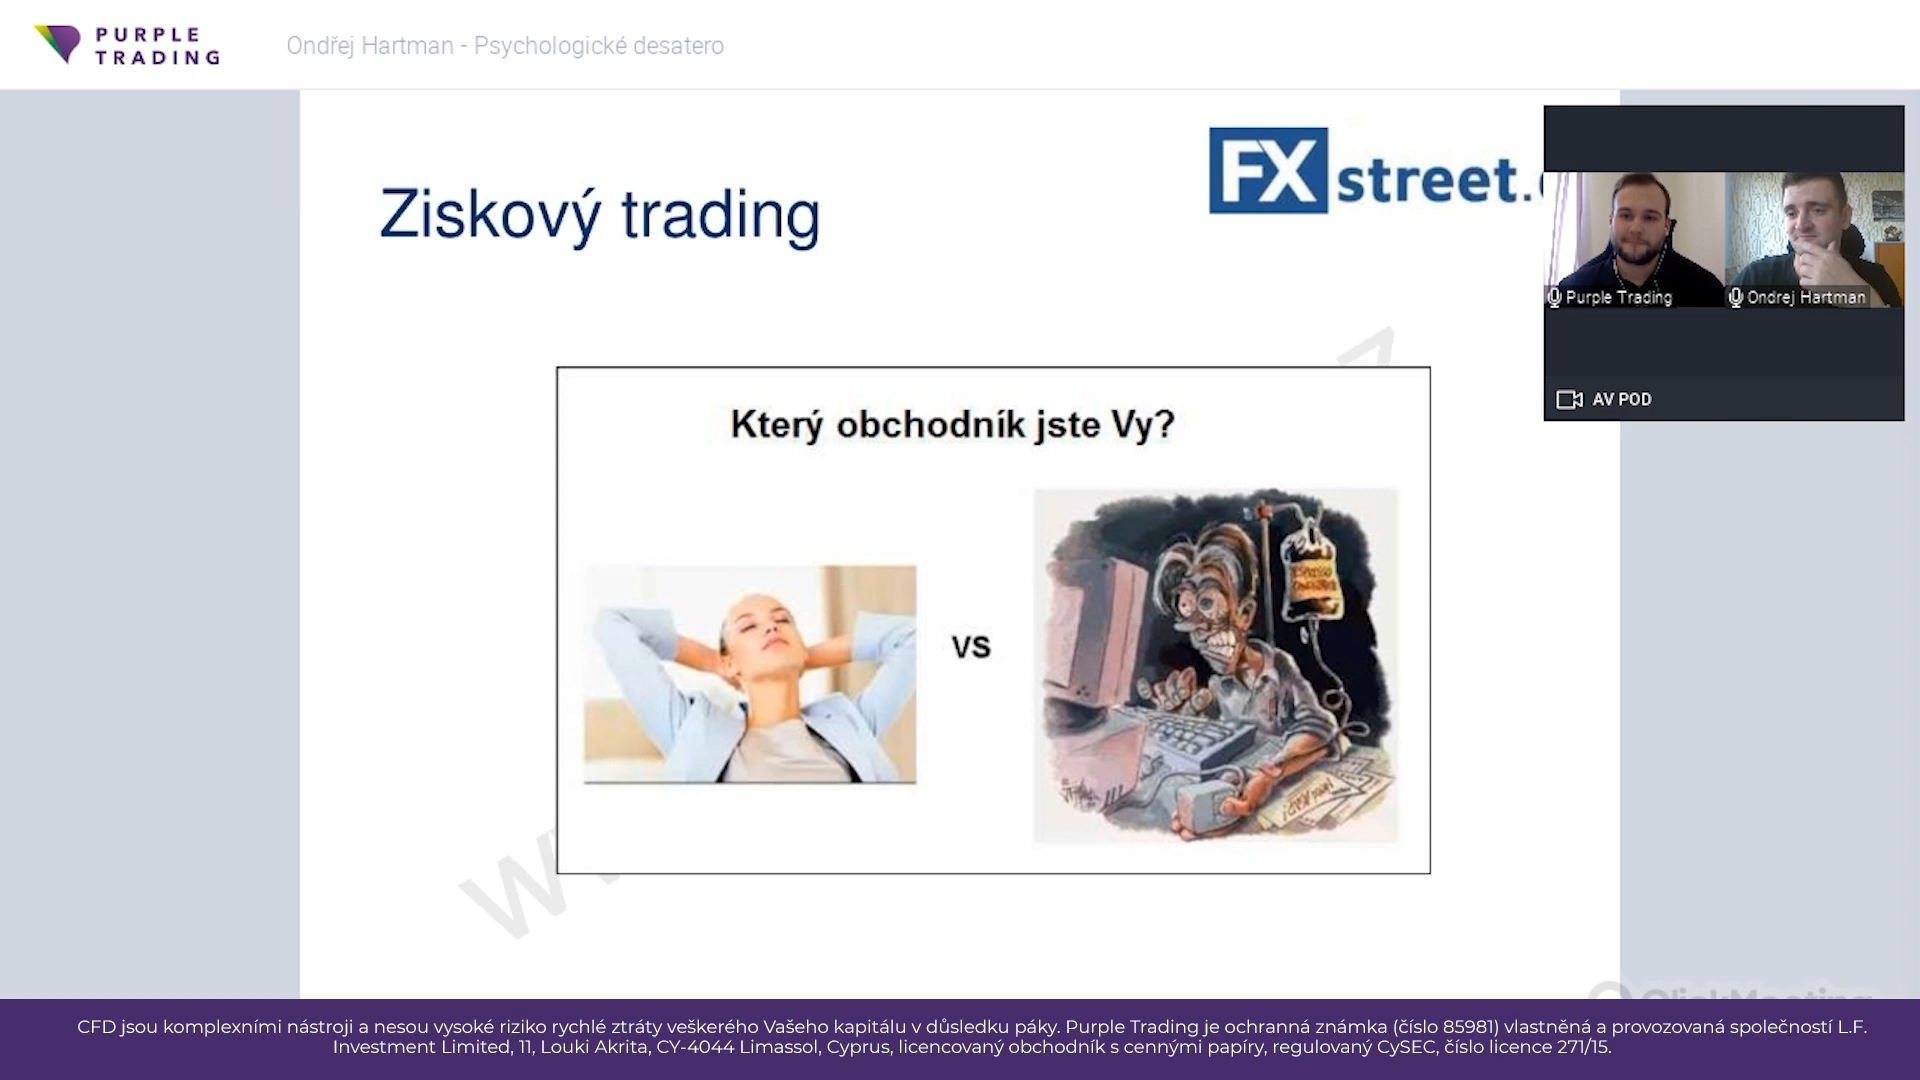 PURPLE
TRADING
Ondřej Hartman - Psychologické desatero
Ziskový trading
FX street.
Purple Trading
Ondrej Hartman
AV POD
Který obchodník jste Vy?
vs
CFD jsou komplexními nástroji a nesou vysoké riziko rychlé ztráty veškerého Vašeho kapitálu v důsledku páky. Purple Trading je ochranná známka (číslo 85981) vlastněná a provozovaná společností L.F.
Investment Limited, 11, Louki Akrita, CY-4044 Limassol, Cyprus, licencovaný obchodník s cennými papíry, regulovaný CySEC, číslo licence 271/15.